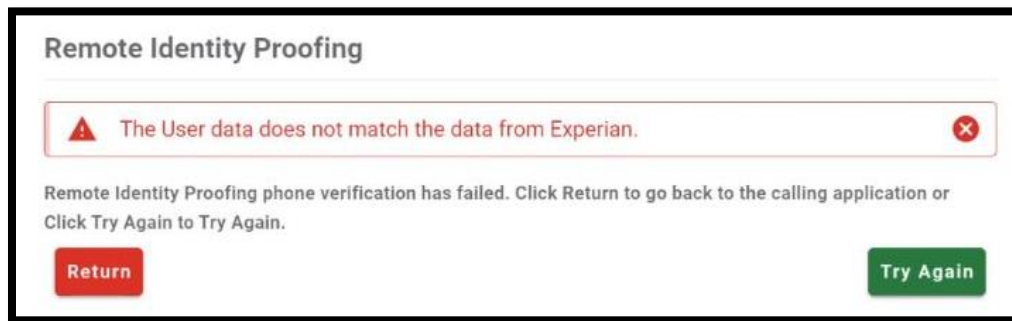 Remote Identity Proofing
The User data does not match the data from Experian.
Remote Identity Proofing phone verification has failed. Click Return to go back to the calling application or
Click Try Again to Try Again.
Return
Try Again